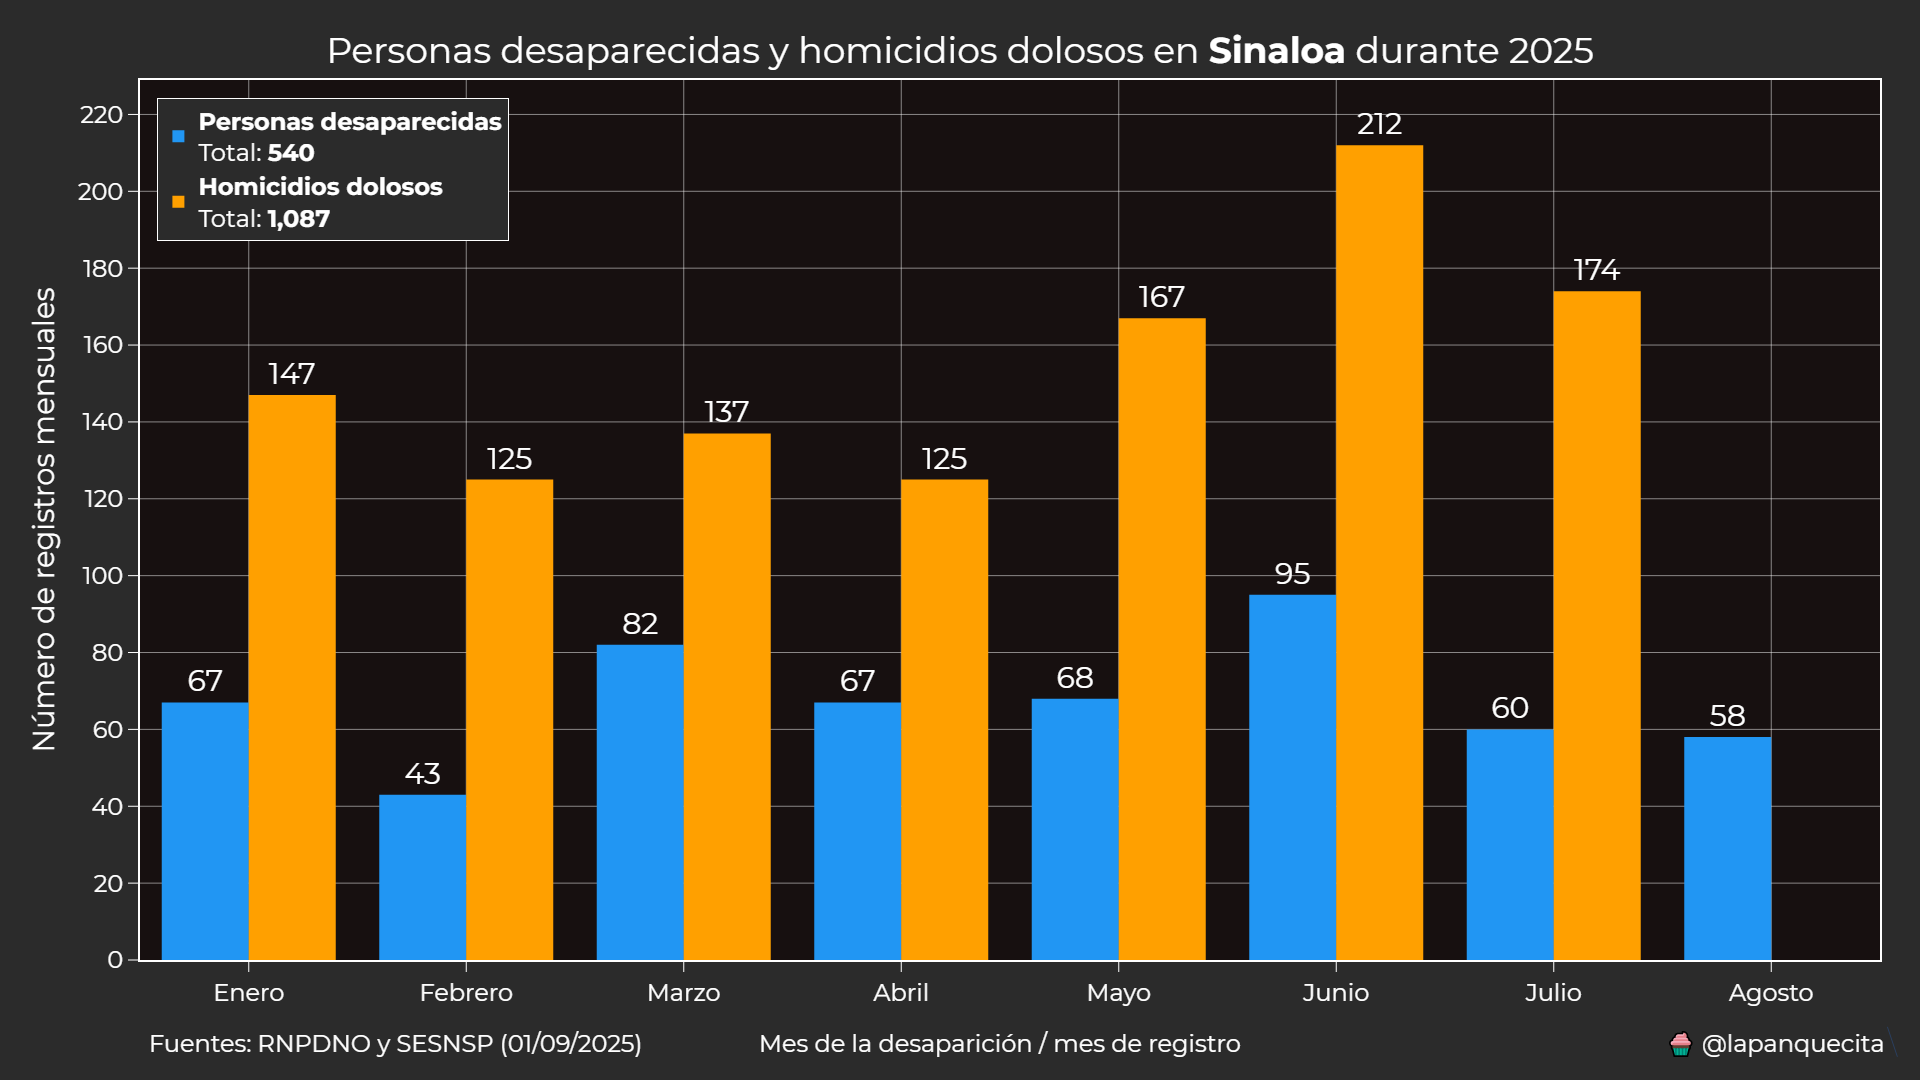 Personas desaparecidas y homicidios dolosos en Sinaloa durante 2025
Personas desaparecidas
Total: 540
Homicidios dolosos
Total: 1,087
Número de registros mensuales
220
200
180
160
140
120
100
80
60
40
20
0
67
147
43
125
82
137
67
125
68
167
95
212
60
174
58
Enero
Febrero
Marzo
Abril
Mayo
Junio
Julio
Agosto
Fuentes: RNPDNO y SESNSP (01/09/2025)
Mes de la desaparición / mes de registro
@lapanquecita